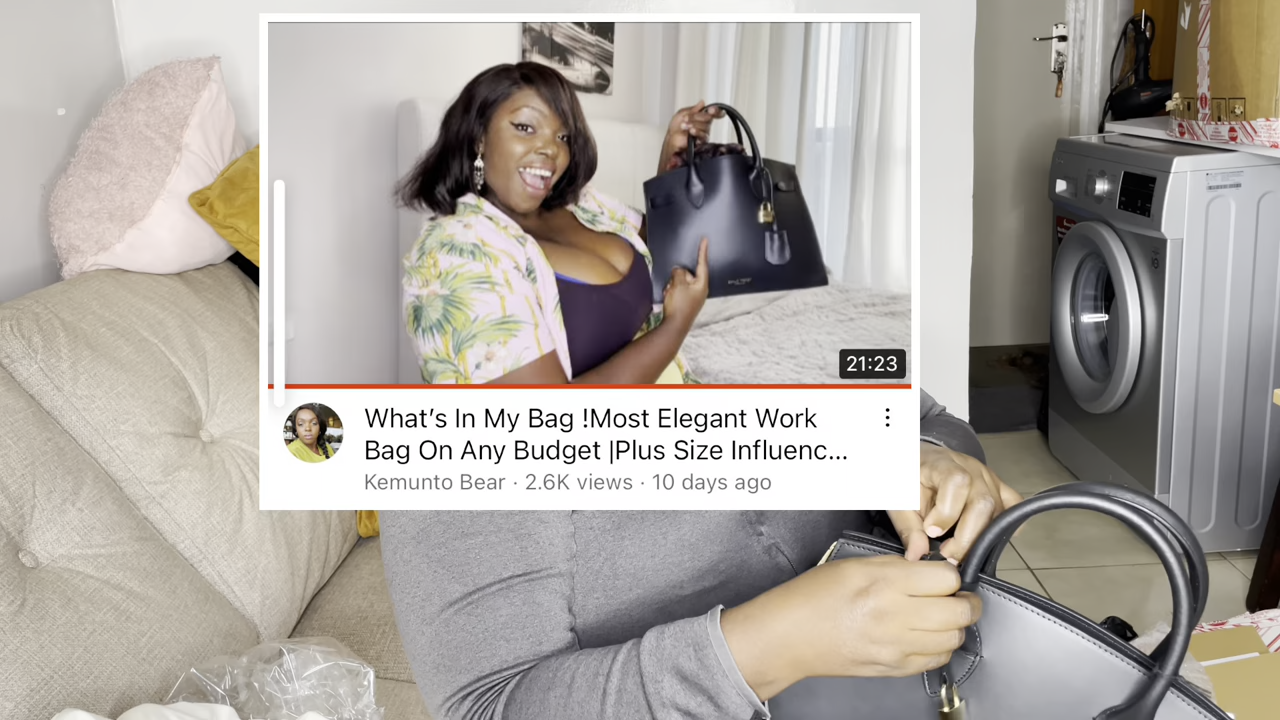 21:23
What's In My Bag !Most Elegant Work
Bag On Any Budget |Plus Size Influenc...
Kemunto Bear · 2.6K views · 10 days ago